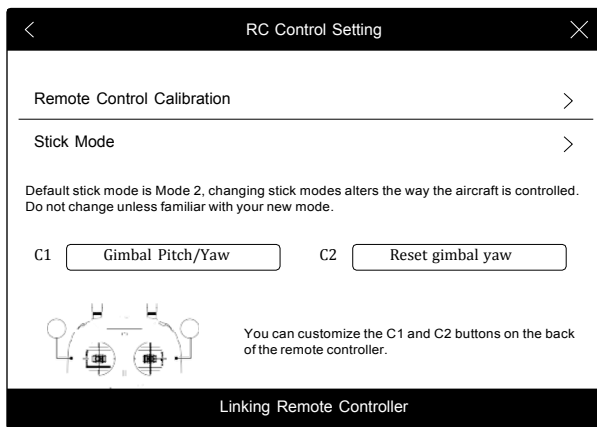 RC Control Setting
Remote Control Calibration
Stick Mode
Default stick mode is Mode 2, changing stick modes alters the way the aircraft is controlled.
Do not change unless familiar with your new mode.
C1 Gimbal Pitch/Yaw C2 Reset gimbal yaw
You can customize the C1 and C2 buttons on the back
of the remote controller.
Linking Remote Controller